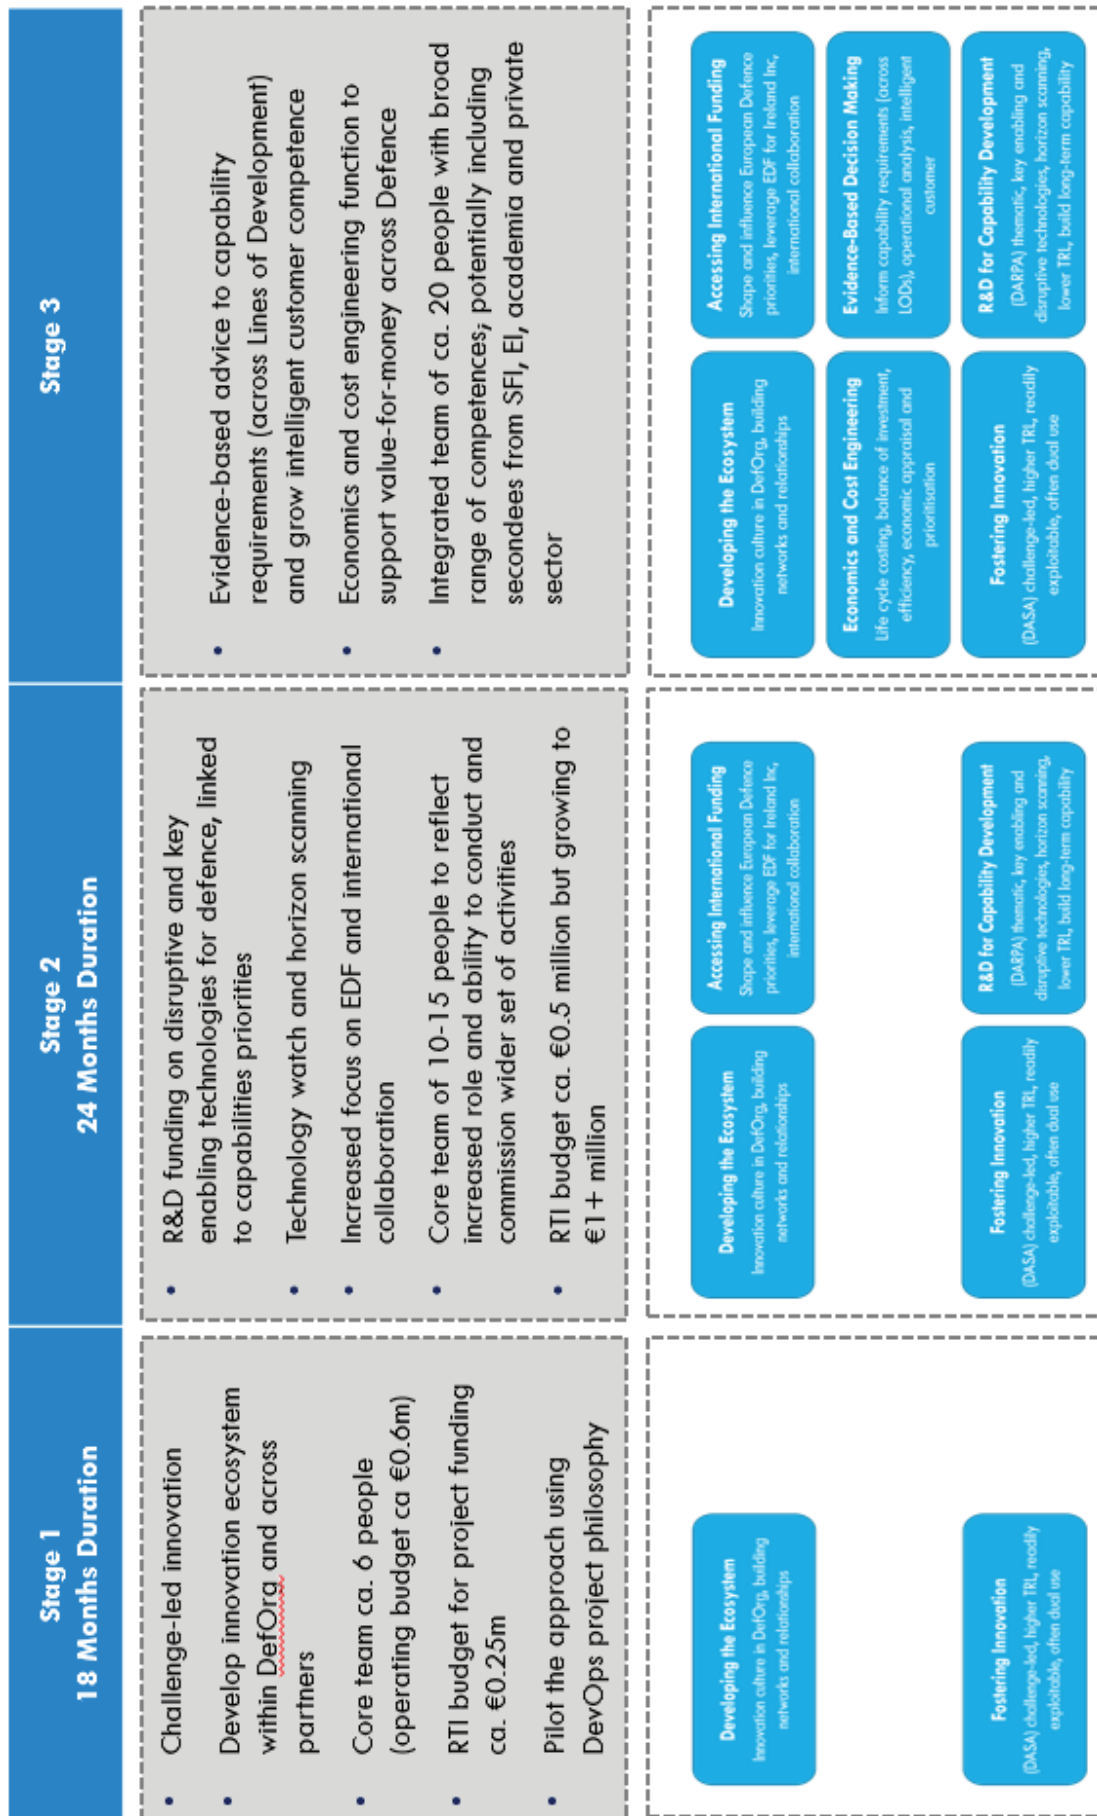 Stage 1
18 Months Duration
Challenge-led innovation
Develop innovation ecosystem
within DefOrg and across
partners
Core team ca. 6 people
(operating budget ca €0.6m)
RTI budget for project funding
ca. €0.25m
Pilot the approach using
DevOps project philosophy
Developing the Ecosystem
Innovation culture in DefOrg, building
networks and relationships
Fostering Innovation
(DASA) challenge-led, higher TRL, readily
exploitable, often dual use
Stage 2
24 Months Duration
R&D funding on disruptive and key
enabling technologies for defence, linked
to capabilities priorities
Technology watch and horizon scanning
Increased focus on EDF and international
collaboration
Core team of 10-15 people to reflect
increased role and ability to conduct and
commission wider set of activities
RTI budget ca. €0.5 million but growing to
€1+ million
Developing the Ecosystem
Innovation culture in DefOrg, building
networks and relationships
Accessing International Funding
Shape and influence European Defence
priorities, leverage EDF for Ireland Inc,
international collaboration
Fostering Innovation
(DASA) challenge-led, higher TRL, readily
exploitable, often dual use
R&D for Capability Development
(DARPA) thematic, key enabling and
disruptive technologies, horizon scanning,
lower TRL, build long-term capability
Stage 3
Evidence-based advice to capability
requirements (across Lines of Development)
and grow intelligent customer competence
Economics and cost engineering function to
support value-for-money across Defence
Integrated team of ca. 20 people with broad
range of competences; potentially including
secondees from SFI, EI, academia and private
sector
Developing the Ecosystem
Innovation culture in DefOrg, building
networks and relationships
Accessing International Funding
Shape and influence European Defence
priorities, leverage EDF for Ireland Inc,
international collaboration
Economics and Cost Engineering
Life cycle costing, balance of investment,
efficiency, economic appraisal and
prioritisation
Evidence-Based Decision Making
Inform capability requirements (across
LODs), operational analysis, intelligent
customer
Fostering Innovation
(DASA) challenge-led, higher TRL, readily
exploitable, often dual use
R&D for Capability Development
(DARPA) thematic, key enabling and
disruptive technologies, horizon scanning,
lower TRL, build long-term capability